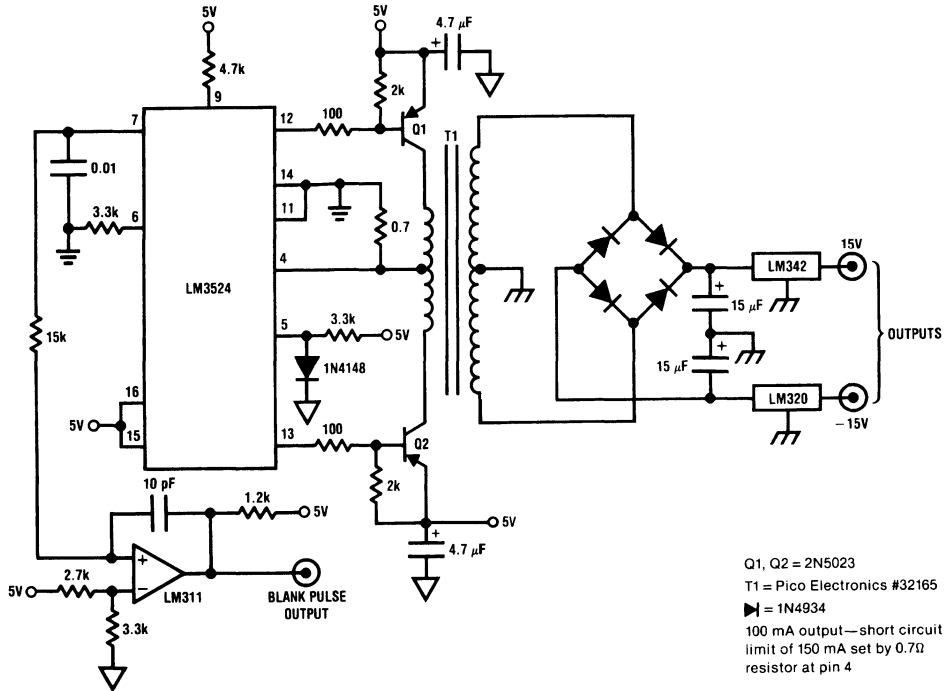 5V
4.7k
9
5V
4.7 µF
+
2k
7
12
100
Q1
T1
0.01
14
3.3k
6
11
0.7
4
LM3524
15V
LM342
+
15 µF
OUTPUTS
5
3.3k
5V
15k
1N4148
+
15 µF
16
LM320
5V
15
-15V
13
100
Q2
2k
10 pF
1.2k
5V
5V
+
4.7 µF
+
2.7k
5V
-
LM311
BLANK PULSE
OUTPUT
3.3k
Q1, Q2 = 2N5023
T1 = Pico Electronics #32165
= 1N4934
100 mA output—short circuit
limit of 150 mA set by 0.7Ω
resistor at pin 4